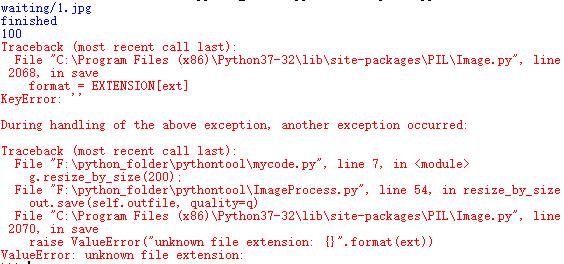 waiting/1.jpg
finished
100
Traceback (most recent call last):
  File "C:\Program Files (x86)\Python37-32\lib\site-packages\PIL\Image.py", line
2068, in save
    format = EXTENSION[ext]
KeyError: ''

During handling of the above exception, another exception occurred:

Traceback (most recent call last):
  File "F:\python_folder\pythontool\mycode.py", line 7, in <module>
    g.resize_by_size(200);
  File "F:\python_folder\pythontool\ImageProcess.py", line 54, in resize_by_size
    out.save(self.outfile, quality=q)
  File "C:\Program Files (x86)\Python37-32\lib\site-packages\PIL\Image.py", line
2070, in save
    raise ValueError("unknown file extension: {}".format(ext))
ValueError: unknown file extension: